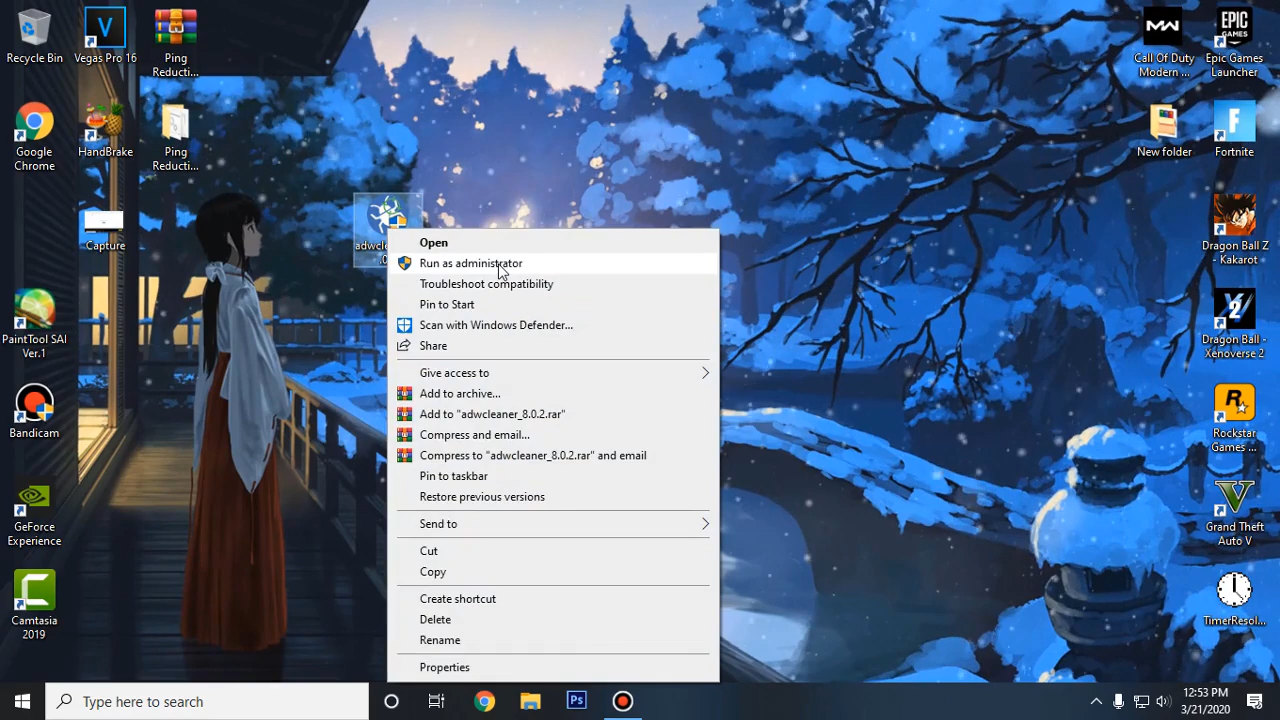 Recycle Bin
Vegas Pro 16
Ping
Reducti...
Google
Chrome
HandBrake
Ping
Reducti...
Capture
PaintTool SAI
Ver.1
Bandicam
GeForce
Experience
Camtasia
2019
Open
Run as administrator
Troubleshoot compatibility
Pin to Start
Scan with Windows Defender...
Share
Give access to
Add to archive...
Add to "adwcleaner_8.0.2.rar"
Compress and email...
Compress to "adwcleaner_8.0.2.rar" and email
Pin to taskbar
Restore previous versions
Send to
Cut
Copy
Create shortcut
Delete
Rename
Properties
Call Of Duty
Modern ...
EPIC
GAMES
Epic Games
Launcher
New folder
Fortnite
Dragon Ball Z
- Kakarot
Dragon Ball -
Xenoverse 2
Rockstar
Games ...
Grand Theft
Auto V
TimerResol...
Type here to search
Ps
12:53 PM
3/21/2020